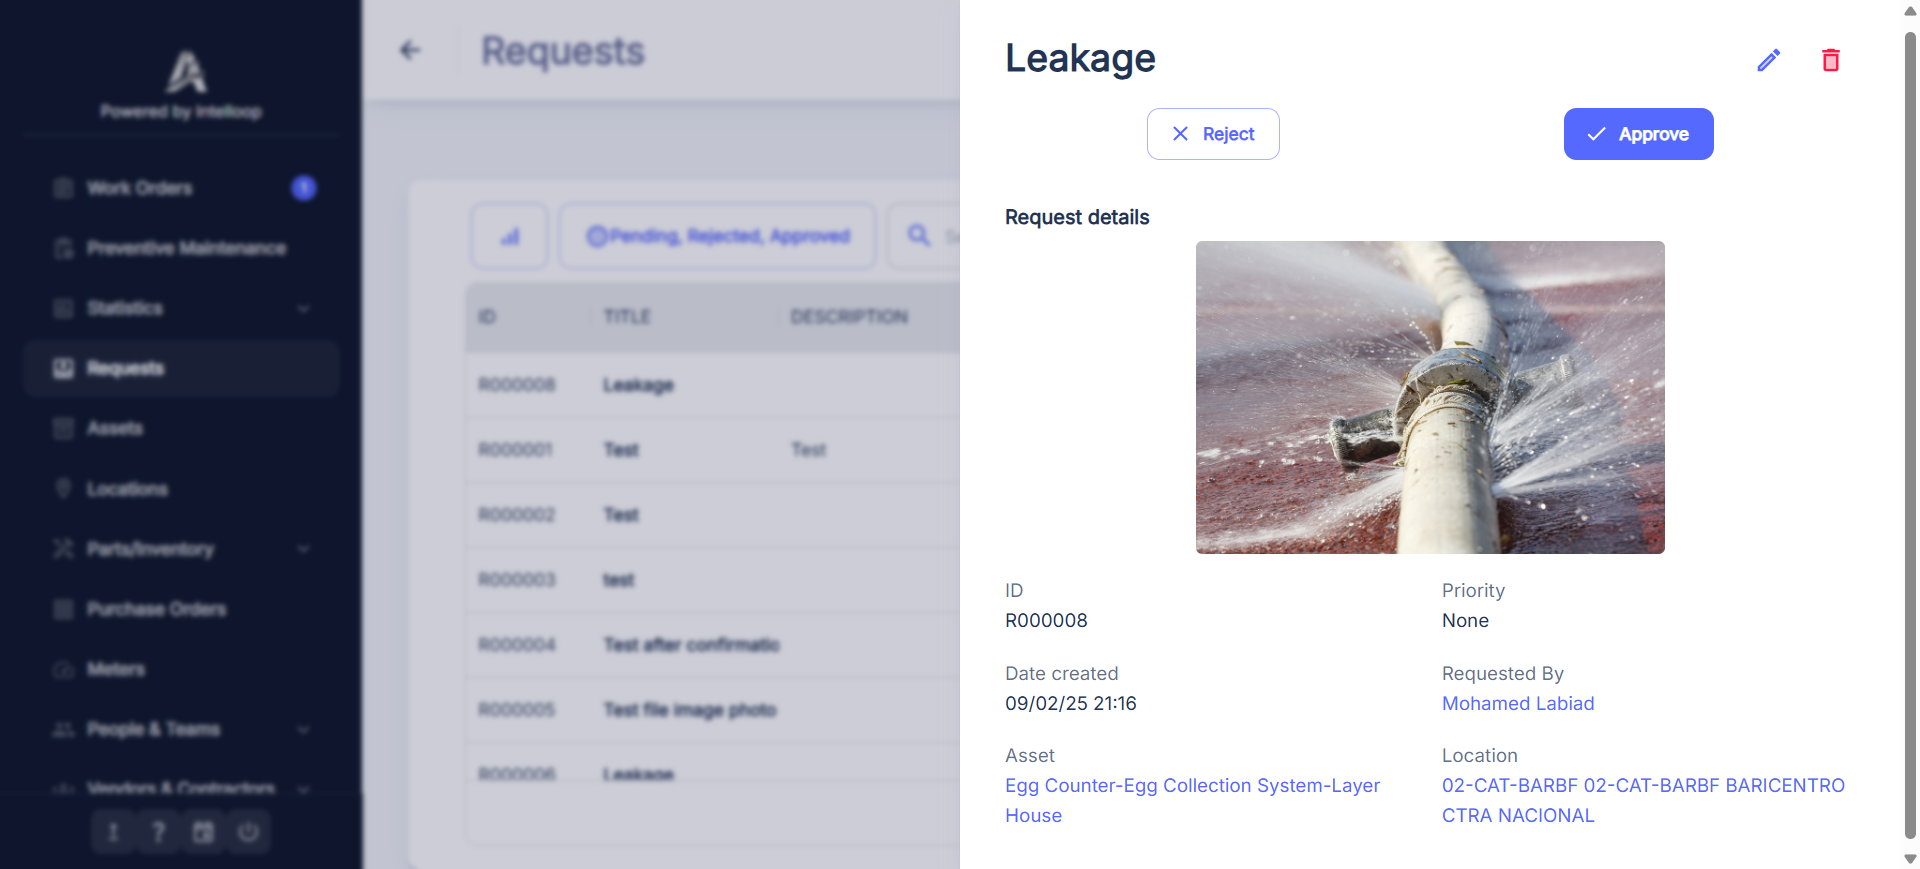 Powered by Intelloop
Work Orders
1
Preventive Maintenance
Statistics
Requests
Assets
Locations
Parts/Inventory
Purchase Orders
Meters
People & Teams
Vendors & Contractors
?
Requests
Pending, Rejected, Approved
ID TITLE DESCRIPTION
R000008 Leakage
R000001 Test Test
R000002 Test
R000003 test
R000004 Test after confirmatic
R000005 Test file image photo
R000006 Leakage
Leakage
Reject
Approve
Request details
ID
R000008
Priority
None
Date created
09/02/25 21:16
Requested By
Mohamed Labiad
Asset
Egg Counter-Egg Collection System-Layer
House
Location
02-CAT-BARBF 02-CAT-BARBF BARICENTRO
CTRA NACIONAL